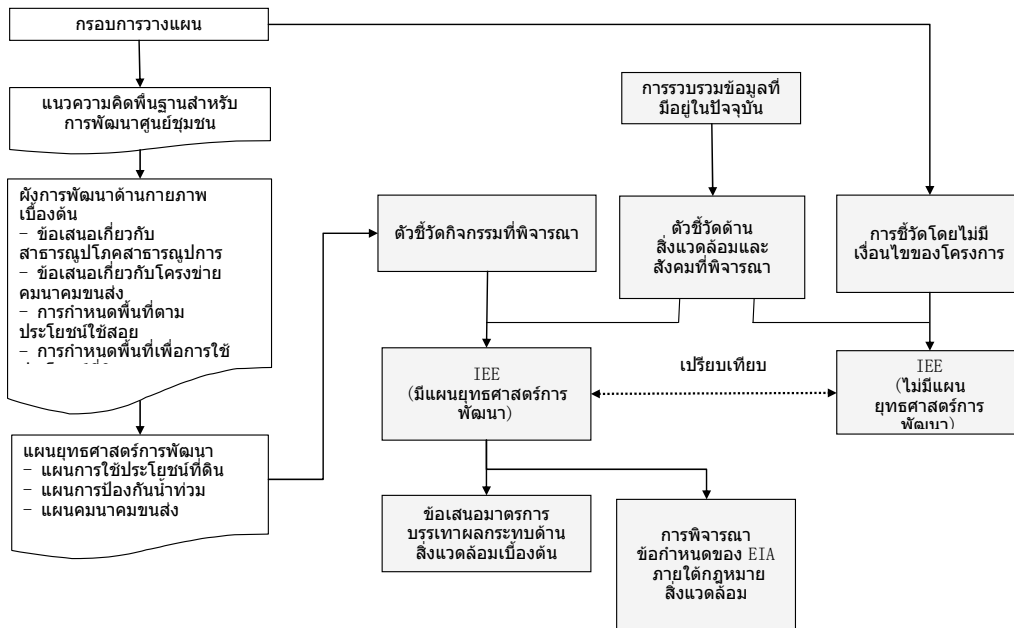 กรอบการวางแผน
แนวความคิดพื้นฐานสำหรับ
การพัฒนาศูนย์ชุมชน
ผังการพัฒนาด้านกายภาพ
เบื้องต้น
– ข้อเสนอเกี่ยวกับ
สาธารณูปโภคสาธารณูปการ
– ข้อเสนอเกี่ยวกับโครงข่าย
คมนาคมขนส่ง
– การกำหนดพื้นที่ตาม
ประโยชน์ใช้สอย
– การกำหนดพื้นที่เพื่อการใช้
แผนยุทธศาสตร์การพัฒนา
– แผนการใช้ประโยชน์ที่ดิน
– แผนการป้องกันน้ำท่วม
– แผนคมนาคมขนส่ง
การรวบรวมข้อมูลที่
มีอยู่ในปัจจุบัน
ตัวชี้วัดกิจกรรมที่พิจารณา
ตัวชี้วัดด้าน
สิ่งแวดล้อมและ
สังคมที่พิจารณา
การชี้วัดโดยไม่มี
เงื่อนไขของโครงการ
IEE
(มีแผนยุทธศาสตร์การ
พัฒนา)
เปรียบเทียบ
IEE
(ไม่มีแผน
ยุทธศาสตร์การ
พัฒนา)
ข้อเสนอมาตรการ
บรรเทาผลกระทบด้าน
สิ่งแวดล้อมเบื้องต้น
การพิจารณา
ข้อกำหนดของ EIA
ภายใต้กฎหมาย
สิ่งแวดล้อม